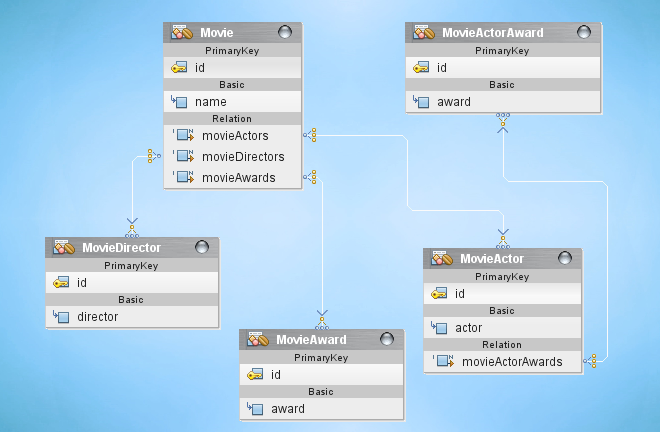 Movie
PrimaryKey
id
Basic
name
Relation
movieActors
movieDirectors
movieAwards
MovieActorAward
PrimaryKey
id
Basic
award
MovieDirector
PrimaryKey
id
Basic
director
MovieActor
PrimaryKey
id
Basic
actor
Relation
movieActorAwards
MovieAward
PrimaryKey
id
Basic
award